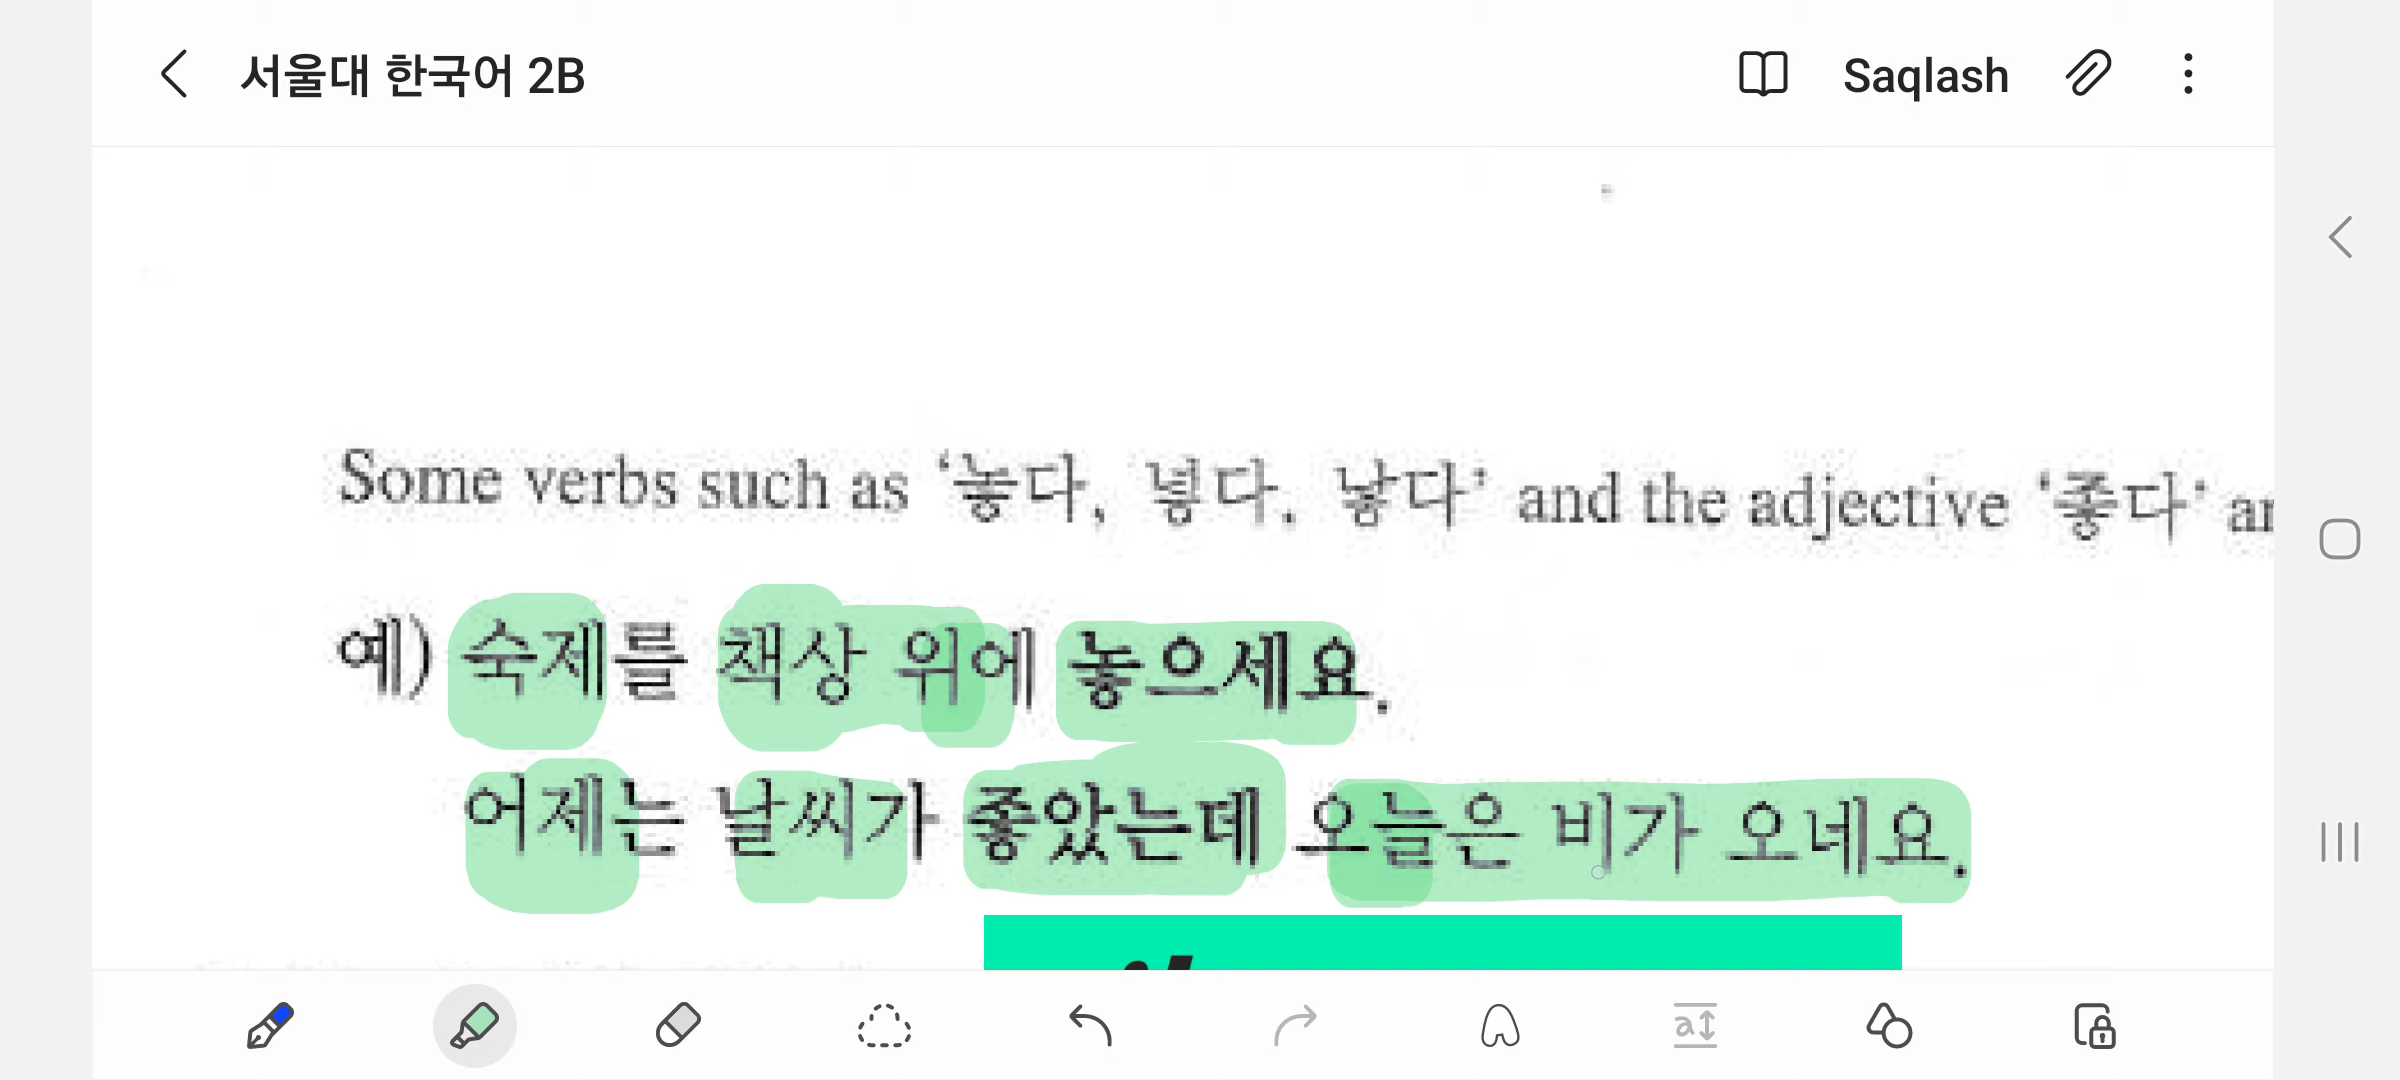 서울대 한국어 2B
Saqlash
Some verbs such as ‘놓다, 넣다, 낳다’ and the adjective ‘좋다’
예) 숙제를 책상 위에 놓으세요.
어제는 날씨가 좋았는데 오늘은 비가 오네요.